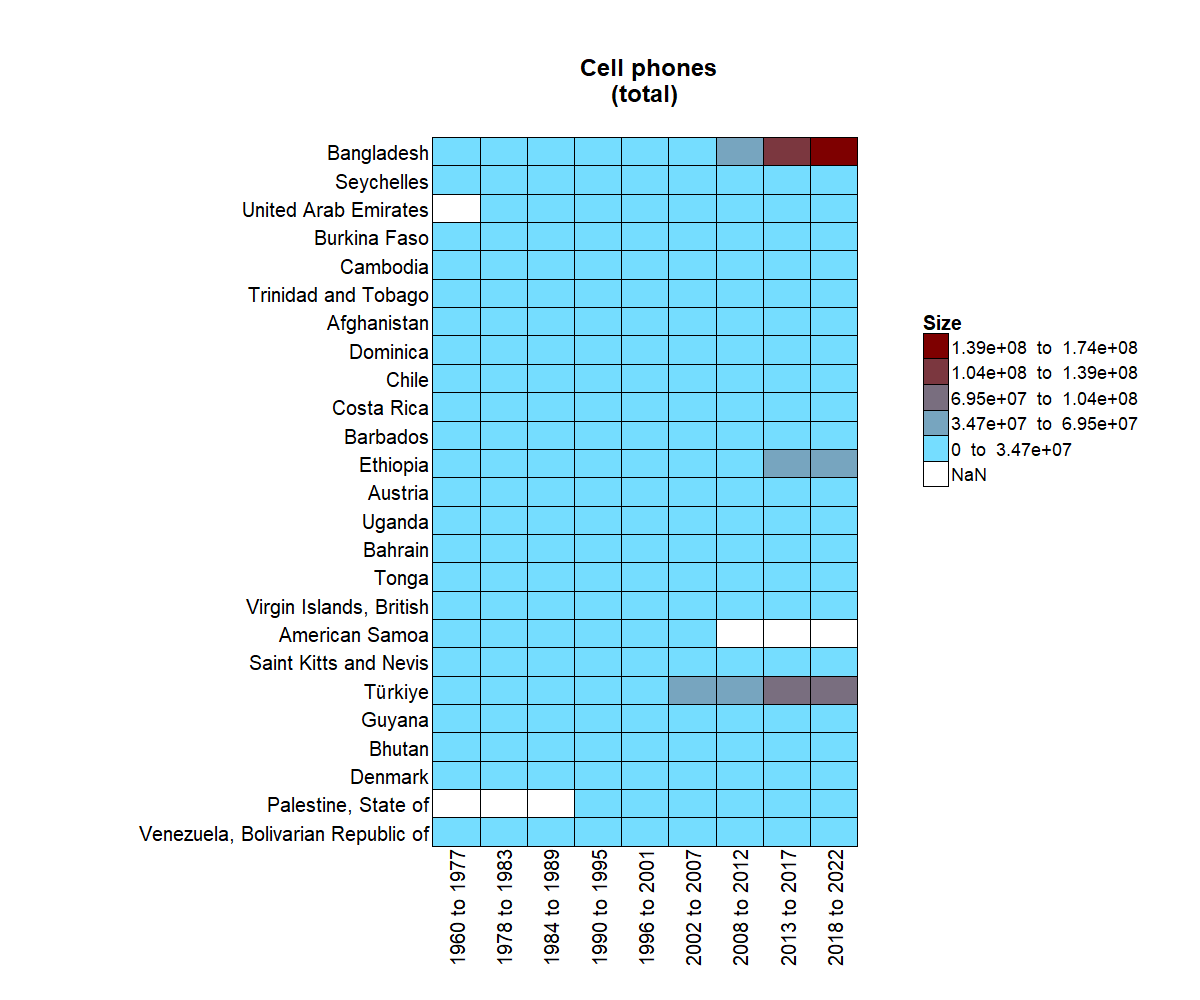 Cell phones
(total)
Bangladesh
Seychelles
United Arab Emirates
Burkina Faso
Cambodia
Trinidad and Tobago
Afghanistan
Dominica
Chile
Costa Rica
Barbados
Ethiopia
Austria
Uganda
Bahrain
Tonga
Virgin Islands, British
American Samoa
Saint Kitts and Nevis
Türkiye
Guyana
Bhutan
Denmark
Palestine, State of
Venezuela, Bolivarian Republic of
1960 to 1977
1978 to 1983
1984 to 1989
1990 to 1995
1996 to 2001
2002 to 2007
2008 to 2012
2013 to 2017
2018 to 2022
Size
1.39e+08 to 1.74e+08
1.04e+08 to 1.39e+08
6.95e+07 to 1.04e+08
3.47e+07 to 6.95e+07
0 to 3.47e+07
NaN